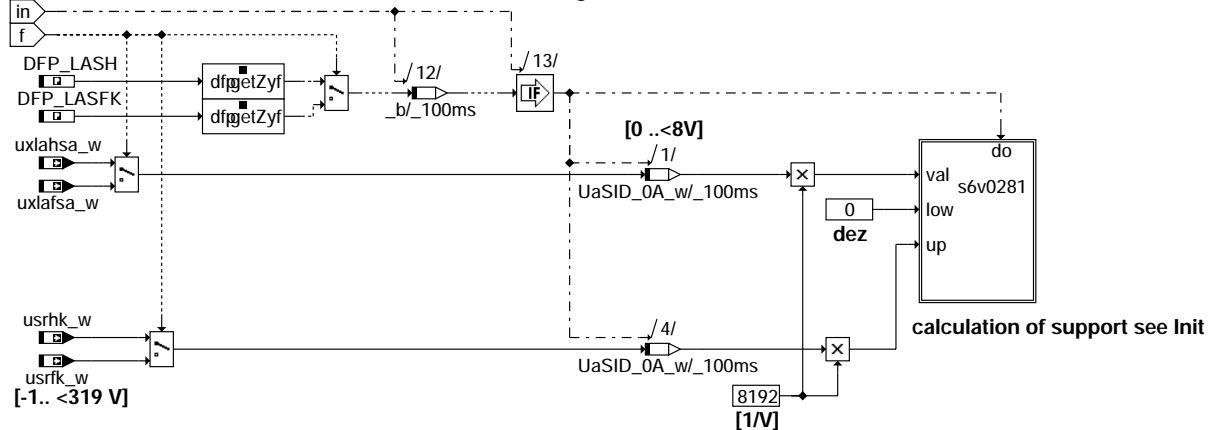 in
f
DFP_LASH
dfpgetZyf
/ 12/
/ 13/
DFP_LASFK
dfpgetZyf
_b/_100ms
IF
[0 ..<8V]
uxlahsa_w
/ 1/
do
UaSID_0A_w/_100ms
val
s6v0281
uxlafsa_w
0
low
dez
up
usrhk_w
/ 4/
calculation of support see Init
UaSID_0A_w/_100ms
usrfk_w
[-1.. <319 V]
8192
[1/V]